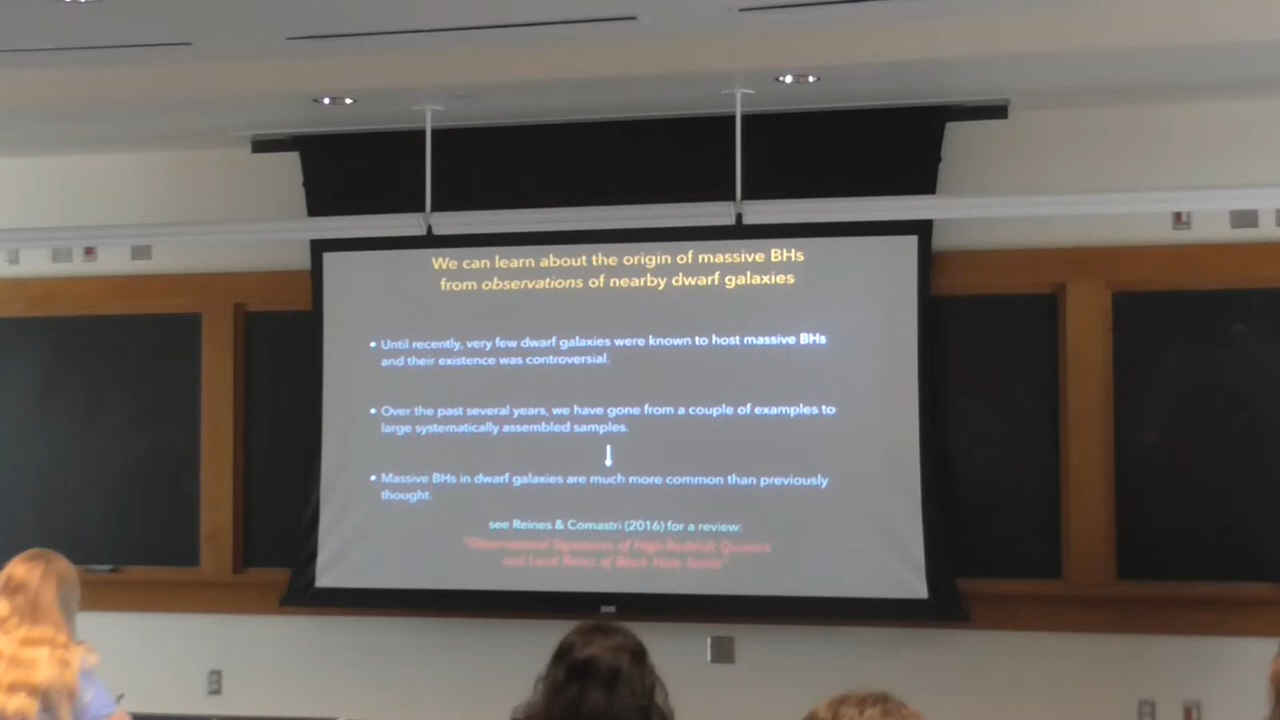 We can learn about the origin of massive BHs
from observations of nearby dwarf galaxies
• Until recently, very few dwarf galaxies were known to host massive BHs
and their existence was controversial.
• Over the past several years, we have gone from a couple of examples to
large systematically assembled samples.
• Massive BHs in dwarf galaxies are much more common than previously
thought.
see Reines & Comastri (2016) for a review:
"Observational Signatures of High-Redshift Quasars
and Local Relics of Black Hole Seeds"